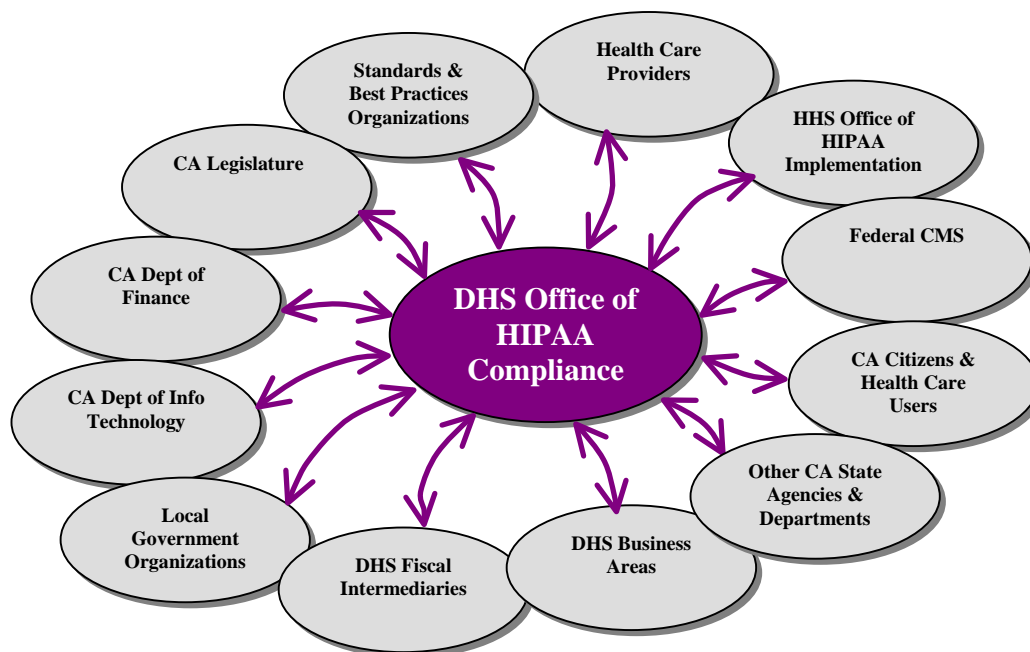 Health Care
Providers
Standards &
Best Practices
Organizations
HHS Office of
HIPAA
Implementation
CA Legislature
Federal CMS
CA Dept of
Finance
DHS Office of
HIPAA
Compliance
CA Citizens &
Health Care
Users
CA Dept of Info
Technology
Other CA State
Agencies &
Departments
Local
Government
Organizations
DHS Fiscal
Intermediaries
DHS Business
Areas